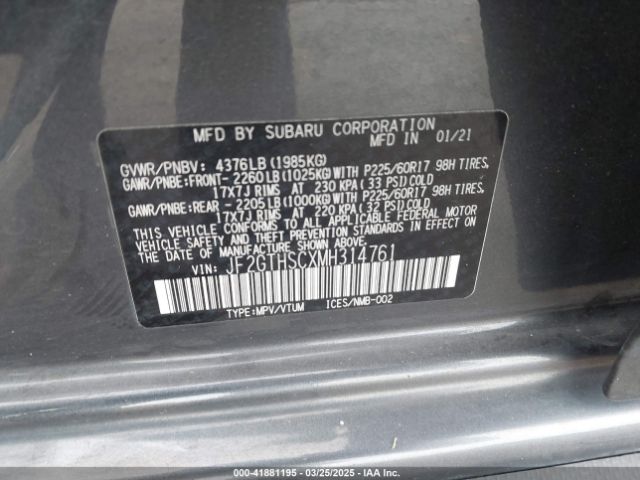 MFD BY SUBARU CORPORATION
MFD IN 01/21
GVWR/PNBV: 4376LB (1985KG)
GAWR/PNBE:FRONT- 2260LB (1025KG)WITH P225/60R17 98H TIRES,
17X7J RIMS AT 230 KPA (33 PSI)COLD
GAWR/PNBE:REAR - 2205LB (1000KG)WITH P225/60R17 98H TIRES,
17X7J RIMS AT 220 KPA (32 PSI)COLD
THIS VEHICLE CONFORMS TO ALL APPLICABLE FEDERAL MOTOR
VEHICLE SAFETY AND THEFT PREVENTION STANDARDS IN EFFECT ON
THE DATE OF MANUFACTURE SHOWN ABOVE.
VIN: JF2GTHSCXMH314761
TYPE:MPV/VTUM ICES/NMB-002
00-41881195 - 03/25/2025 - IAA, Inc.